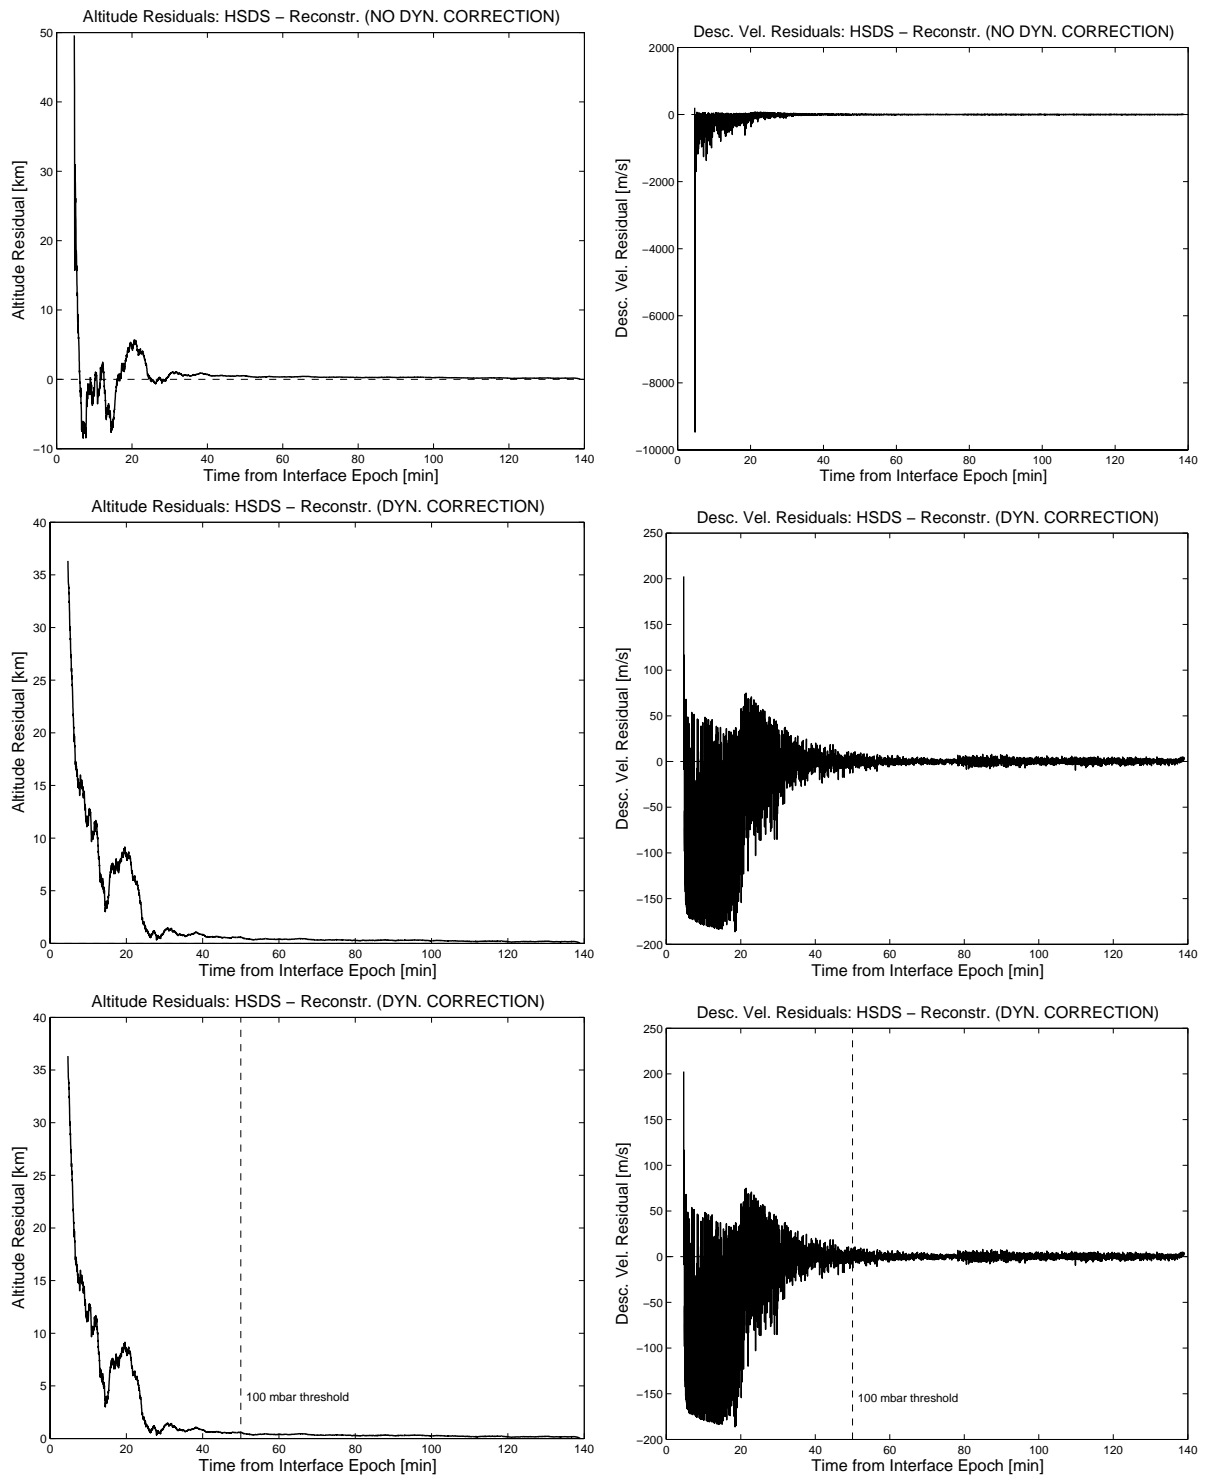 Altitude Residuals: HSDS − Reconstr. (NO DYN. CORRECTION)
50
40
30
20
10
0
−10
Altitude Residual [km]
0 20 40 60 80 100 120 140
Time from Interface Epoch [min]
Desc. Vel. Residuals: HSDS − Reconstr. (NO DYN. CORRECTION)
2000
0
−2000
−4000
−6000
−8000
−10000
Desc. Vel. Residual [m/s]
0 20 40 60 80 100 120 140
Time from Interface Epoch [min]
Altitude Residuals: HSDS − Reconstr. (DYN. CORRECTION)
40
35
30
25
20
15
10
5
0
Altitude Residual [km]
0 20 40 60 80 100 120 140
Time from Interface Epoch [min]
Desc. Vel. Residuals: HSDS − Reconstr. (DYN. CORRECTION)
250
200
150
100
50
0
−50
−100
−150
−200
Desc. Vel. Residual [m/s]
0 20 40 60 80 100 120 140
Time from Interface Epoch [min]
Altitude Residuals: HSDS − Reconstr. (DYN. CORRECTION)
40
35
30
25
20
15
10
5
0
Altitude Residual [km]
100 mbar threshold
0 20 40 60 80 100 120 140
Time from Interface Epoch [min]
Desc. Vel. Residuals: HSDS − Reconstr. (DYN. CORRECTION)
250
200
150
100
50
0
−50
−100
−150
−200
Desc. Vel. Residual [m/s]
100 mbar threshold
0 20 40 60 80 100 120 140
Time from Interface Epoch [min]